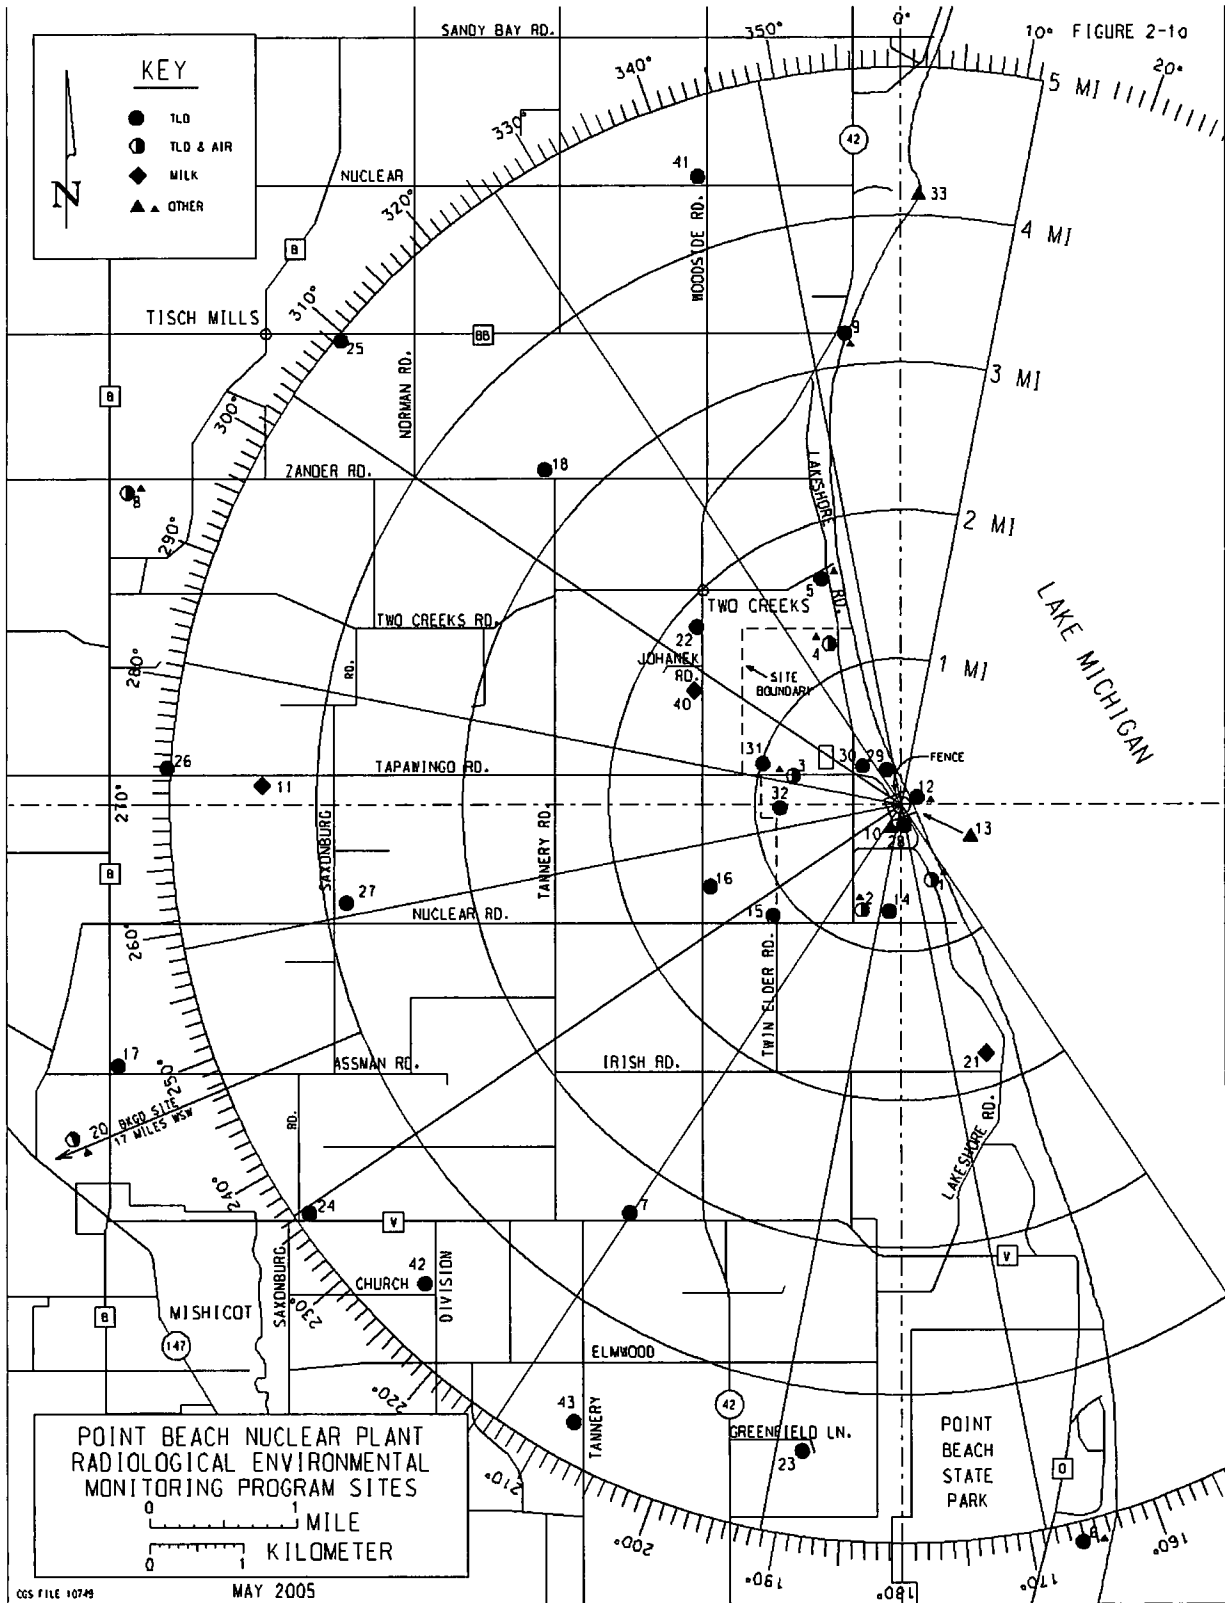 SANDY BAY RD.
0°
350°
10°
FIGURE 2-1a
340°
20°
5 MI
KEY
TLD
TLD & AIR
MILK
OTHER
N
330°
42
41
NUCLEAR
33
320°
B
WOODSIDE RD.
4 MI
310°
TISCH MILLS
25
BB
9
NORMAN RD.
3 MI
B
300°
ZANDER RD.
18
LAKESHORE
RD.
8
290°
2 MI
5
TWO CREEKS
TWO CREEKS RD.
22
4
LAKE MICHIGAN
JOHANEK
RD.
280°
RD.
SITE
BOUNDARY
1 MI
40
31
3
30
29
FENCE
26
TAPAWINGO RD.
11
270°
32
12
10
13
28
SAXONBURG
TANNERY RD.
B
16
1
27
NUCLEAR RD.
15
2
14
260°
TWIN ELDER RD.
17
ASSMAN RD.
IRISH RD.
21
250°
20
BKGD SITE
17 MILES WSW
RD.
LAKESHORE RD.
240°
24
V
7
V
SAXONBURG
42
CHURCH
DIVISION
230°
B
MISHICOT
147
ELMWOOD
220°
43
TANNERY
42
GREENFIELD LN.
23
POINT
BEACH
STATE
PARK
O
210°
POINT BEACH NUCLEAR PLANT
RADIOLOGICAL ENVIRONMENTAL
MONITORING PROGRAM SITES
0 1
MILE
0 1
KILOMETER
200°
190°
180°
170°
160°
6
CGS FILE 10749
MAY 2005